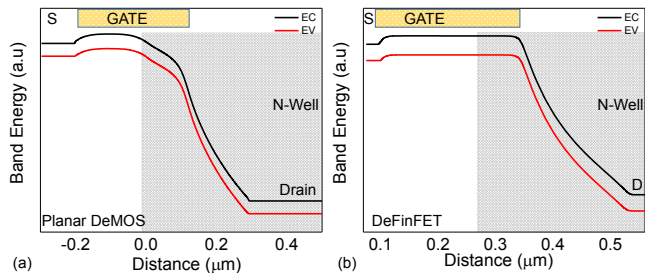 S GATE EC
EV
Band Energy (a.u)
N-Well
Drain
Planar DeMOS
-0.2 0.0 0.2 0.4
(a) Distance (μm)
S GATE EC
EV
Band Energy (a.u)
N-Well
D
DeFinFET
0.1 0.2 0.3 0.4 0.5
(b) Distance (μm)